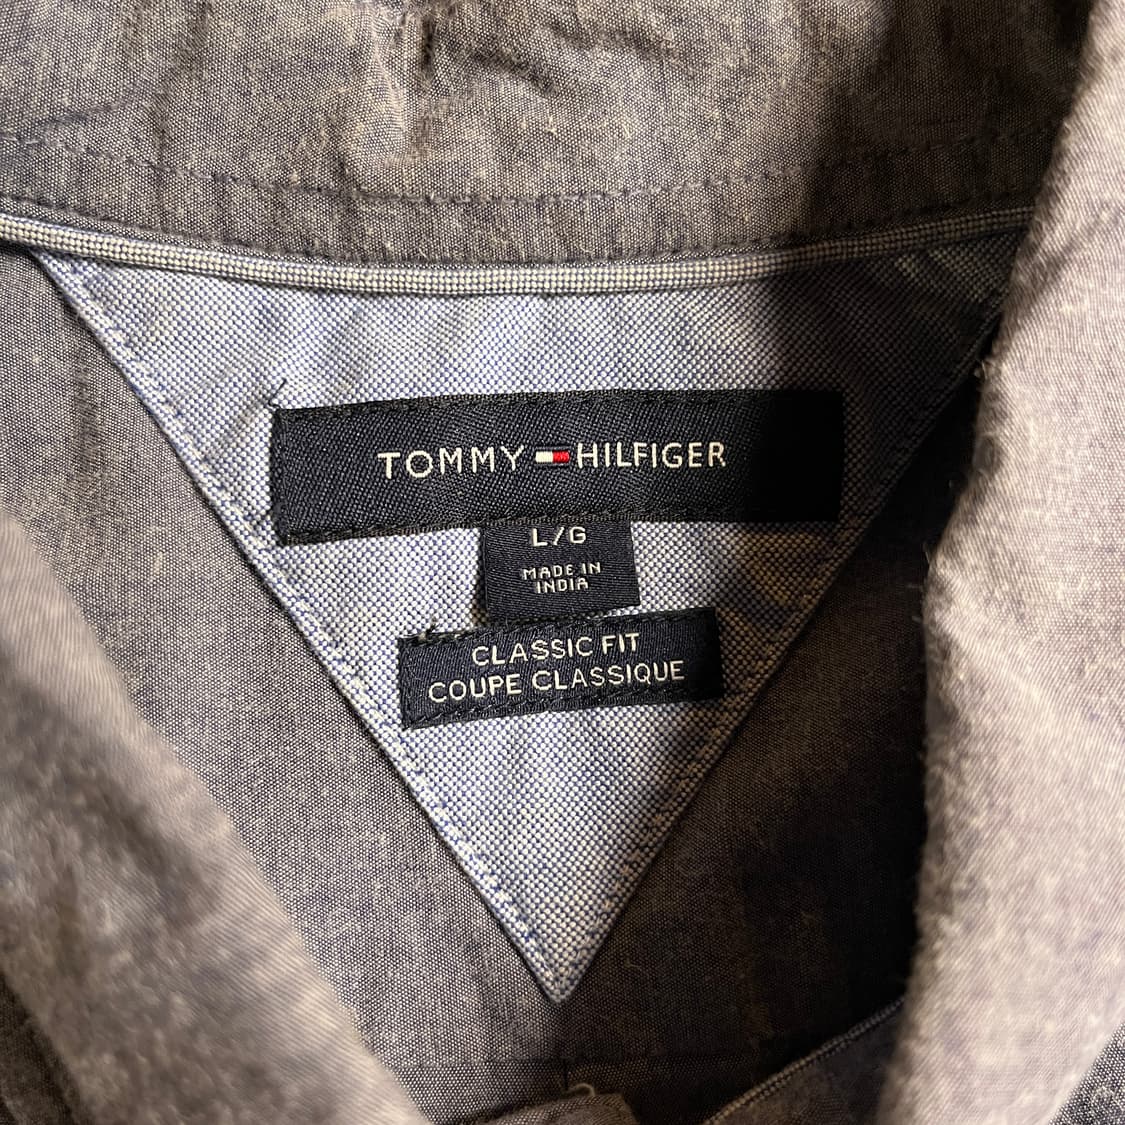 TOMMY HILFIGER
L/G
MADE IN
INDIA
CLASSIC FIT
COUPE CLASSIQUE